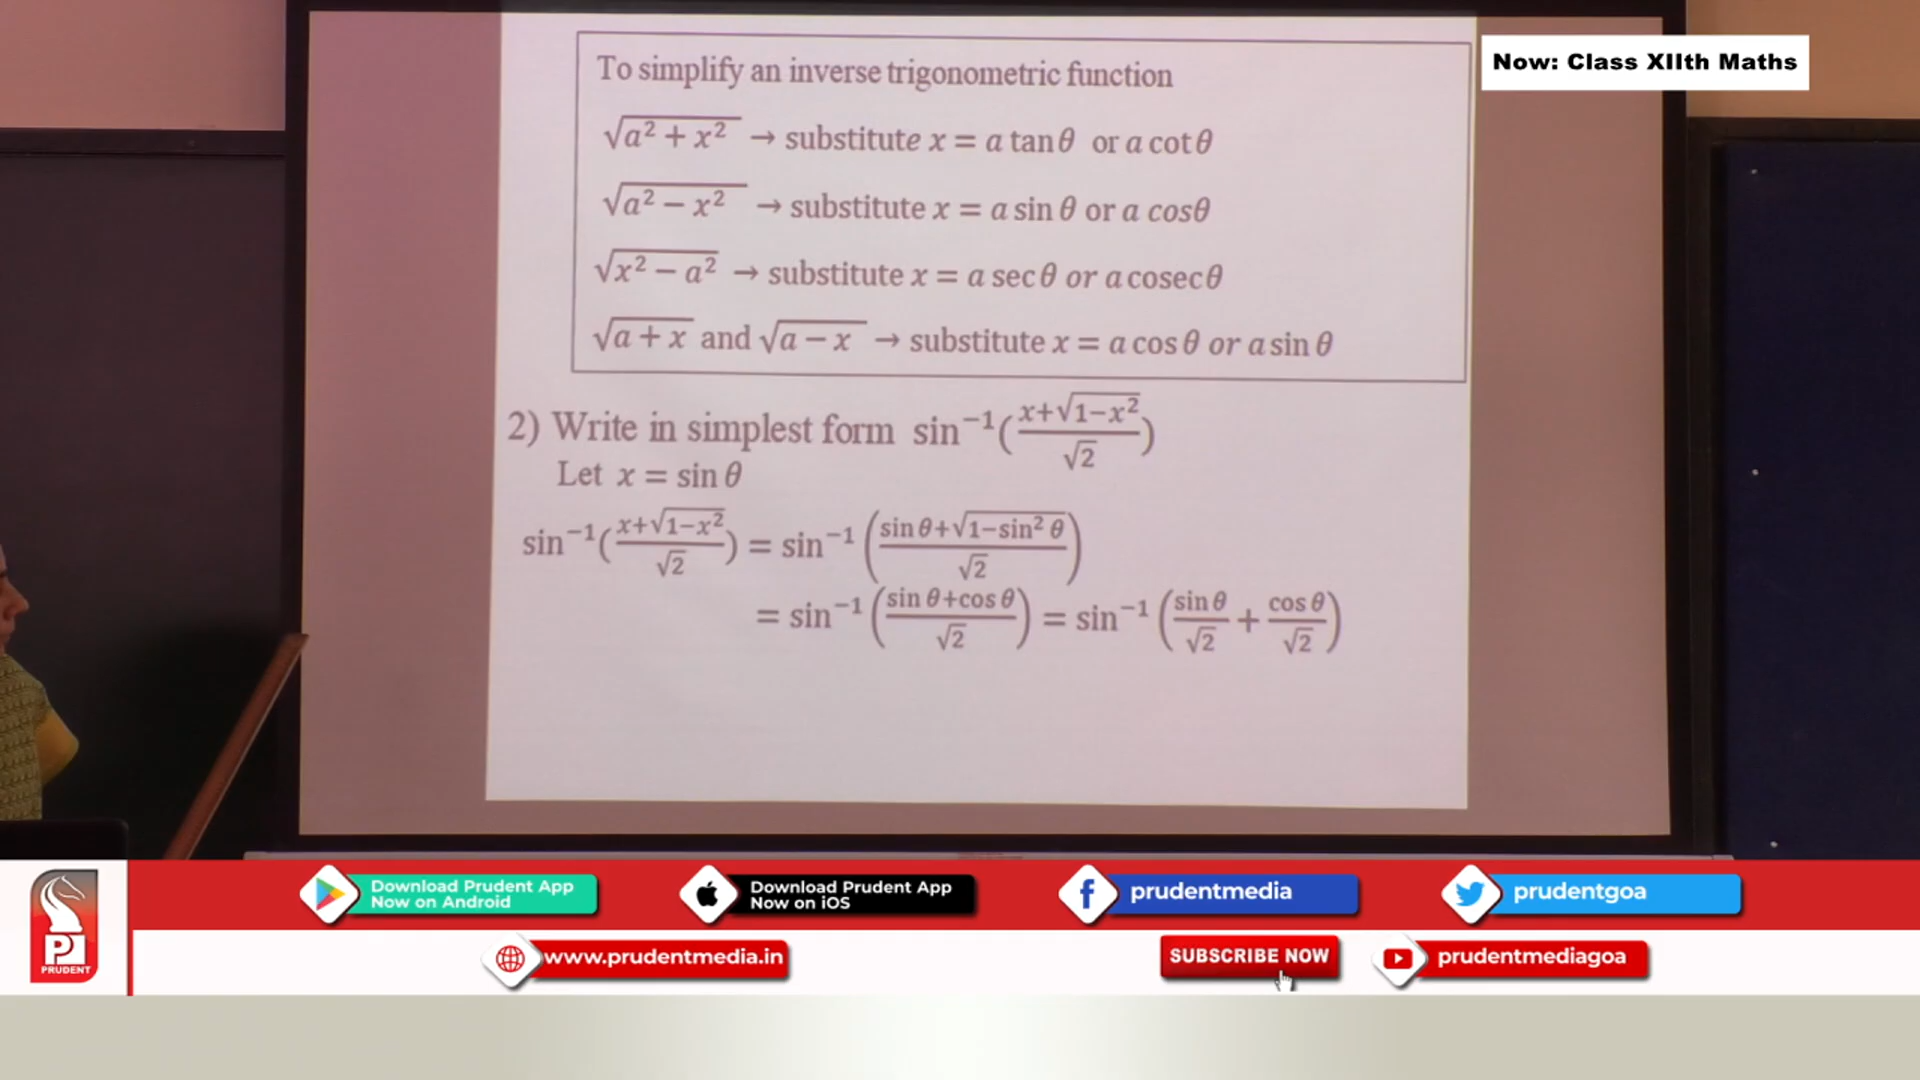 Now: Class XIIth Maths
To simplify an inverse trigonometric function
√(a² + x²) → substitute x = a tan θ or a cot θ
√(a² − x²) → substitute x = a sin θ or a cosθ
√(x² − a²) → substitute x = a sec θ or a cosec θ
√(a + x) and √(a − x) → substitute x = a cos θ or a sin θ
2) Write in simplest form sin⁻¹((x+√(1−x²))/√2)
Let x = sin θ
sin⁻¹((x+√(1−x²))/√2) = sin⁻¹((sin θ+√(1−sin² θ))/√2)
= sin⁻¹((sin θ+cos θ)/√2) = sin⁻¹(sin θ/√2 + cos θ/√2)
Download Prudent App
Now on Android
Download Prudent App
Now on iOS
prudentmedia
prudentgoa
PRUDENT
www.prudentmedia.in
SUBSCRIBE NOW
prudentmediagoa